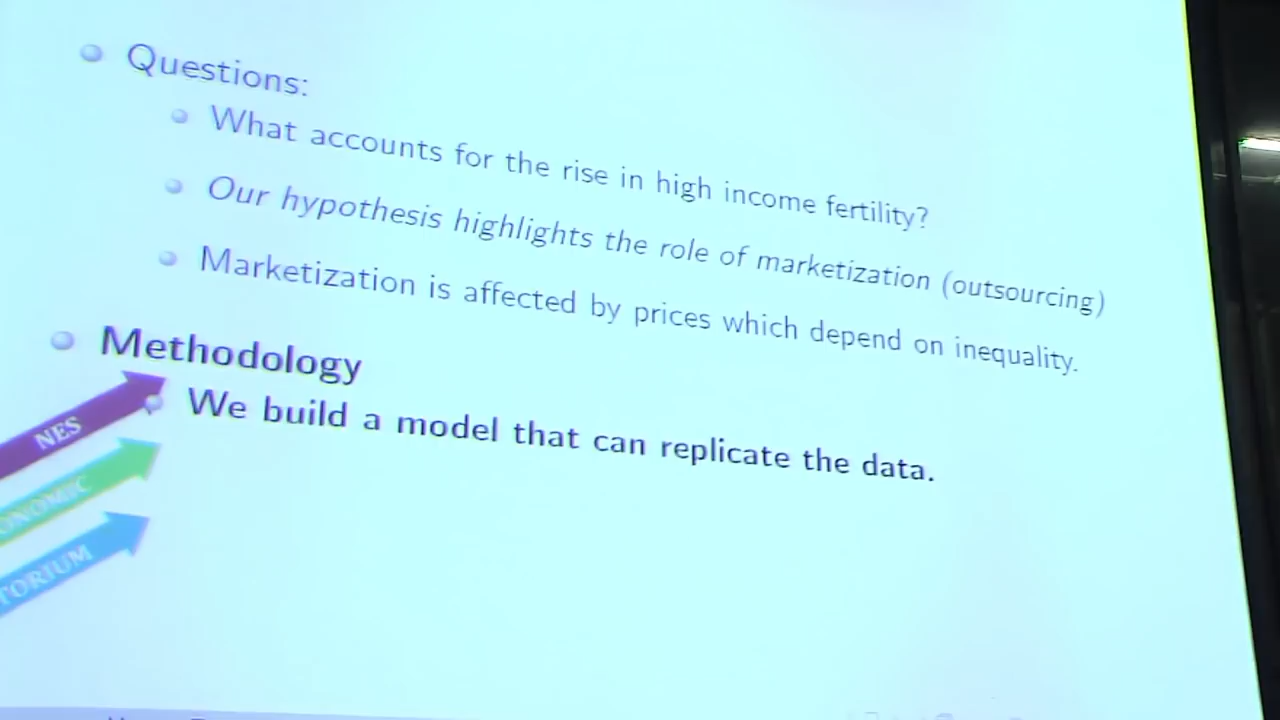 Questions:
What accounts for the rise in high income fertility?
Our hypothesis highlights the role of marketization (outsourcing)
Marketization is affected by prices which depend on inequality.
Methodology
We build a model that can replicate the data.
NES